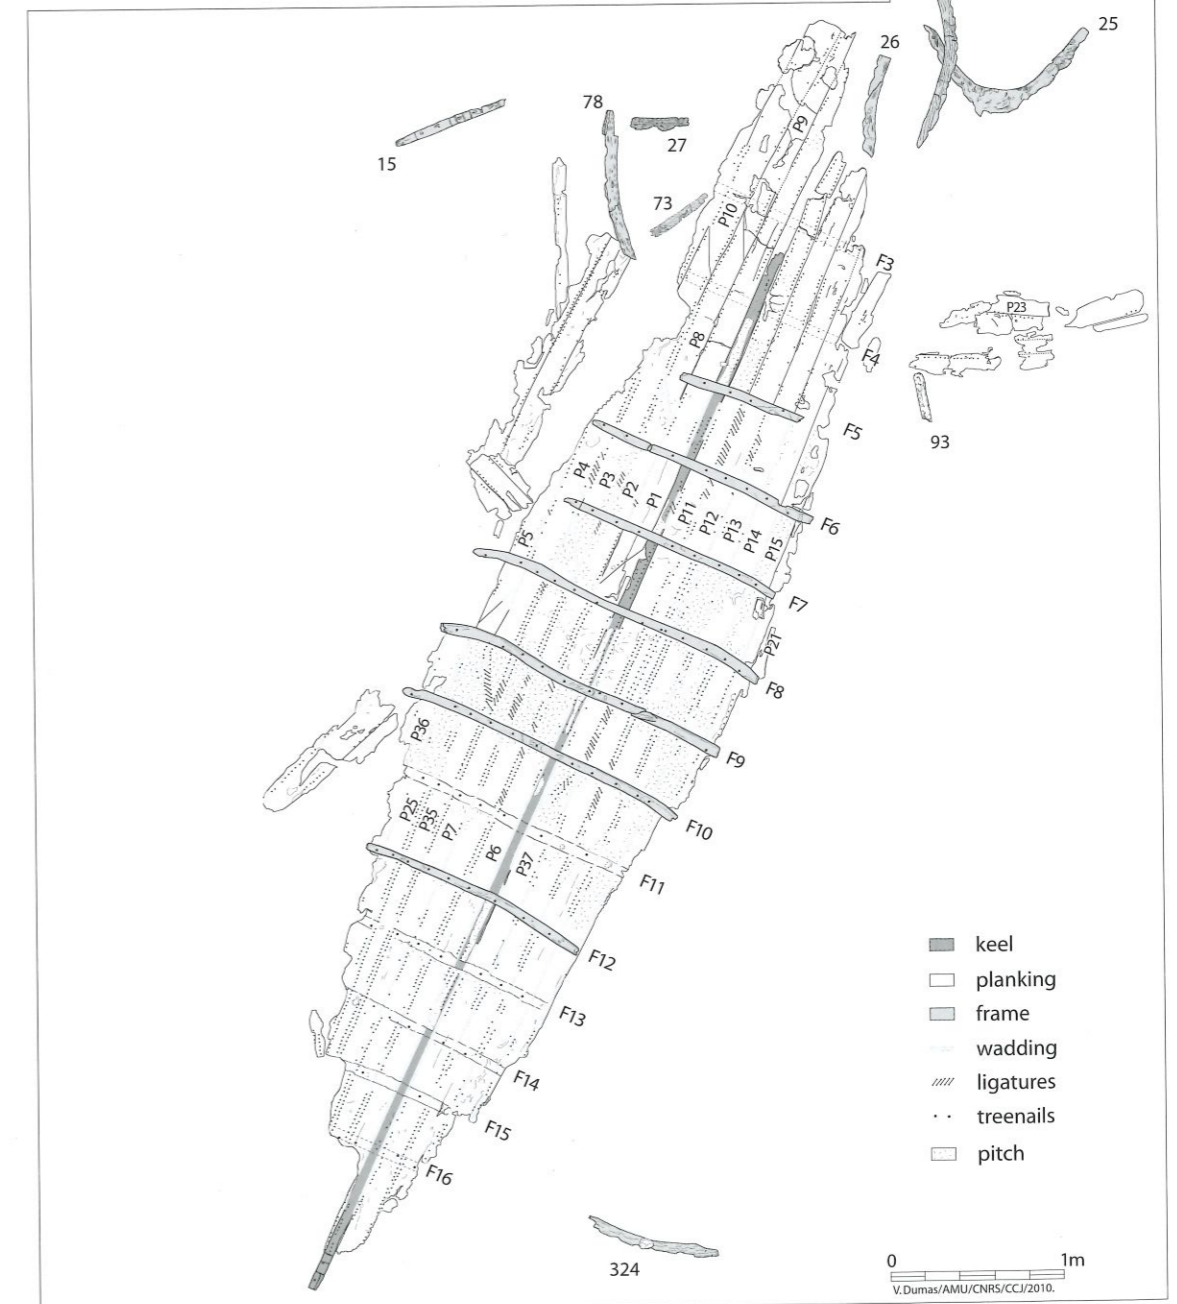 25
26
78
27
15
73
P9
P10
F3
P23
P8
F4
93
F5
P4
P3
P2
P1
P11
P12
P13
P14
P15
F6
P5
F7
P21
F8
P36
F9
P25
P35
P7
F10
P6
P37
F11
F12
keel
planking
F13
frame
wadding
F14
ligatures
F15
treenails
pitch
F16
324
0 1m
V. Dumas/AMU/CNRS/CCJ/2010.